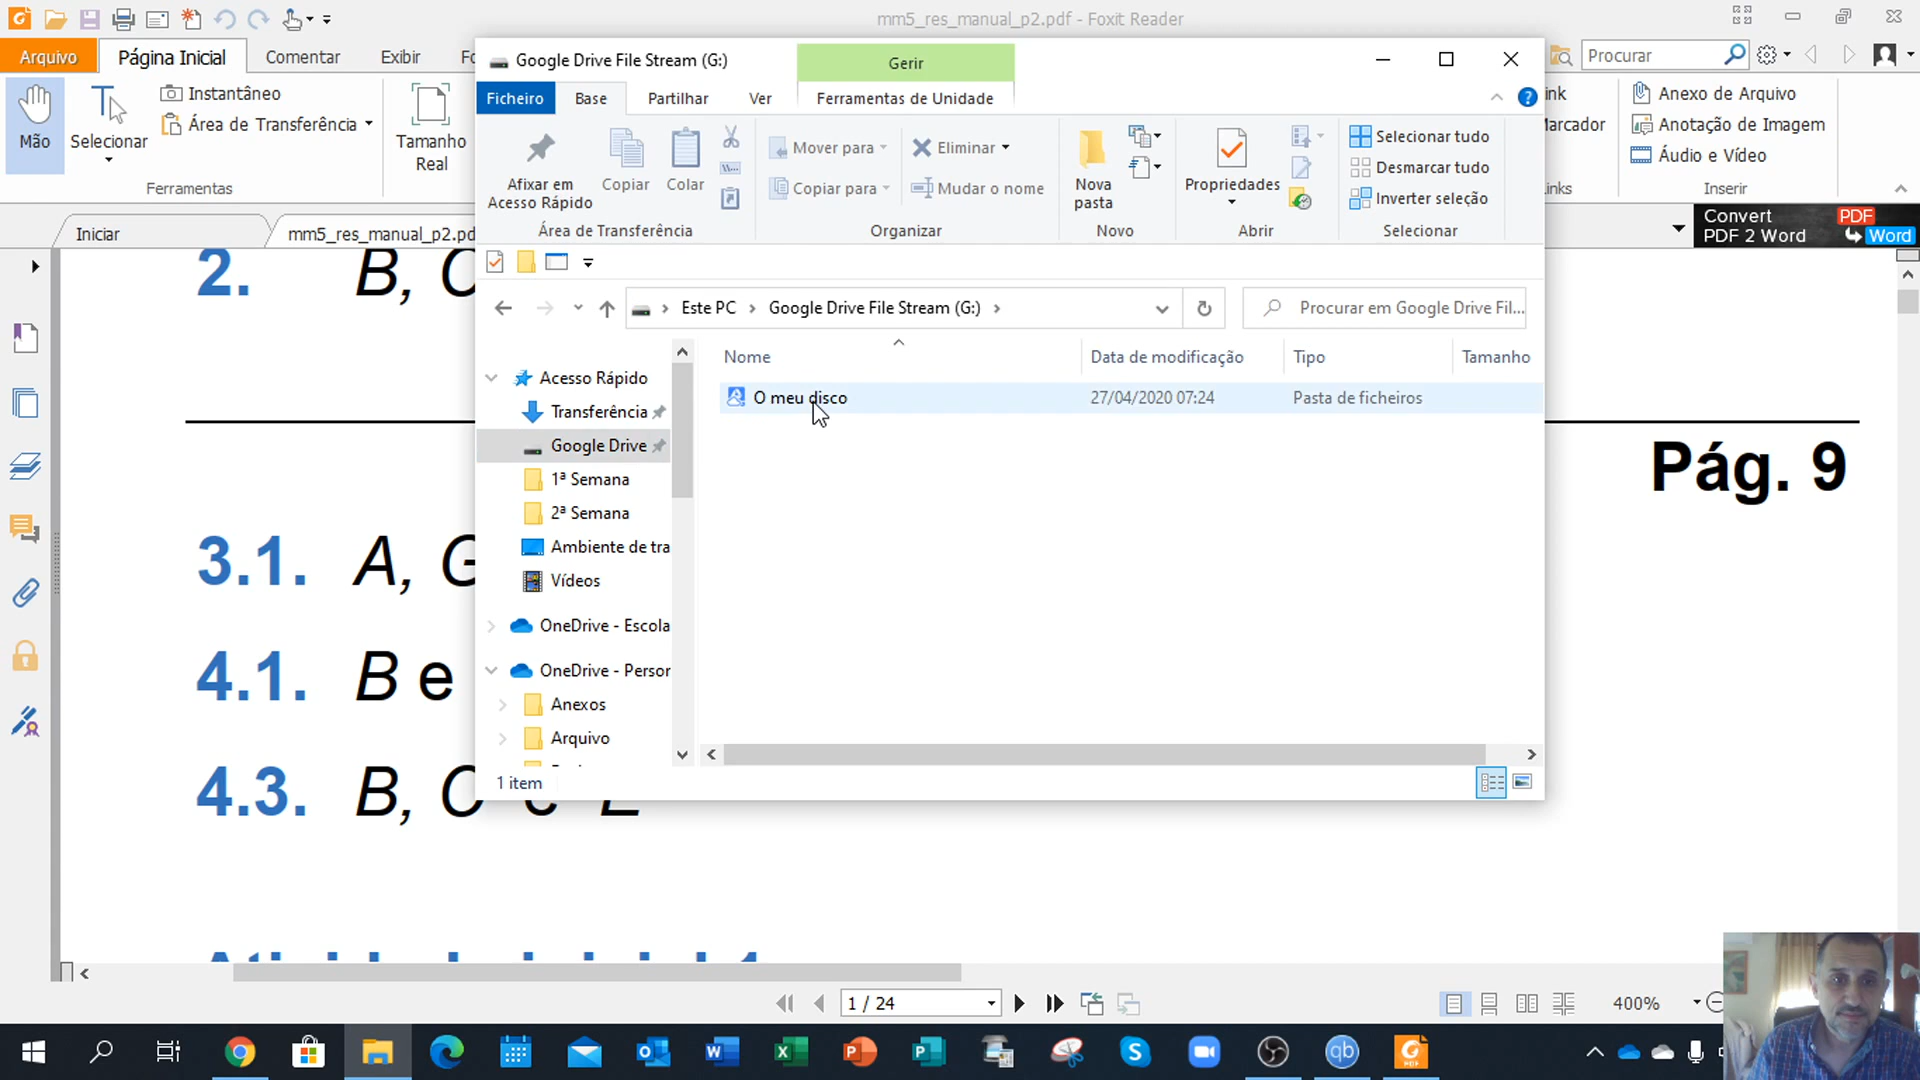 mm5_res_manual_p2.pdf - Foxit Reader
Arquivo
Página Inicial
Comentar
Exibir
Procurar
Mão
Selecionar
Instantâneo
Área de Transferência
Tamanho
Real
Ferramentas
Anexo de Arquivo
Anotação de Imagem
Áudio e Vídeo
Inserir
Iniciar
mm5_res_manual_p2.pd
Convert
PDF 2 Word
PDF
Word
Google Drive File Stream (G:)
Gerir
Ficheiro
Base
Partilhar
Ver
Ferramentas de Unidade
Afixar em
Acesso Rápido
Copiar
Colar
Área de Transferência
Mover para
Copiar para
Eliminar
Mudar o nome
Organizar
Nova
pasta
Novo
Propriedades
Abrir
Selecionar tudo
Desmarcar tudo
Inverter seleção
Selecionar
Este PC
Google Drive File Stream (G:)
Procurar em Google Drive Fil...
Nome
Data de modificação
Tipo
Tamanho
O meu disco
27/04/2020 07:24
Pasta de ficheiros
Acesso Rápido
Transferência
Google Drive
1ª Semana
2ª Semana
Ambiente de tra
Vídeos
OneDrive - Escola
OneDrive - Persor
Anexos
Arquivo
1 item
2. B, C
Pág. 9
3.1. A, G
4.1. B e
4.3. B,
1 / 24
400%